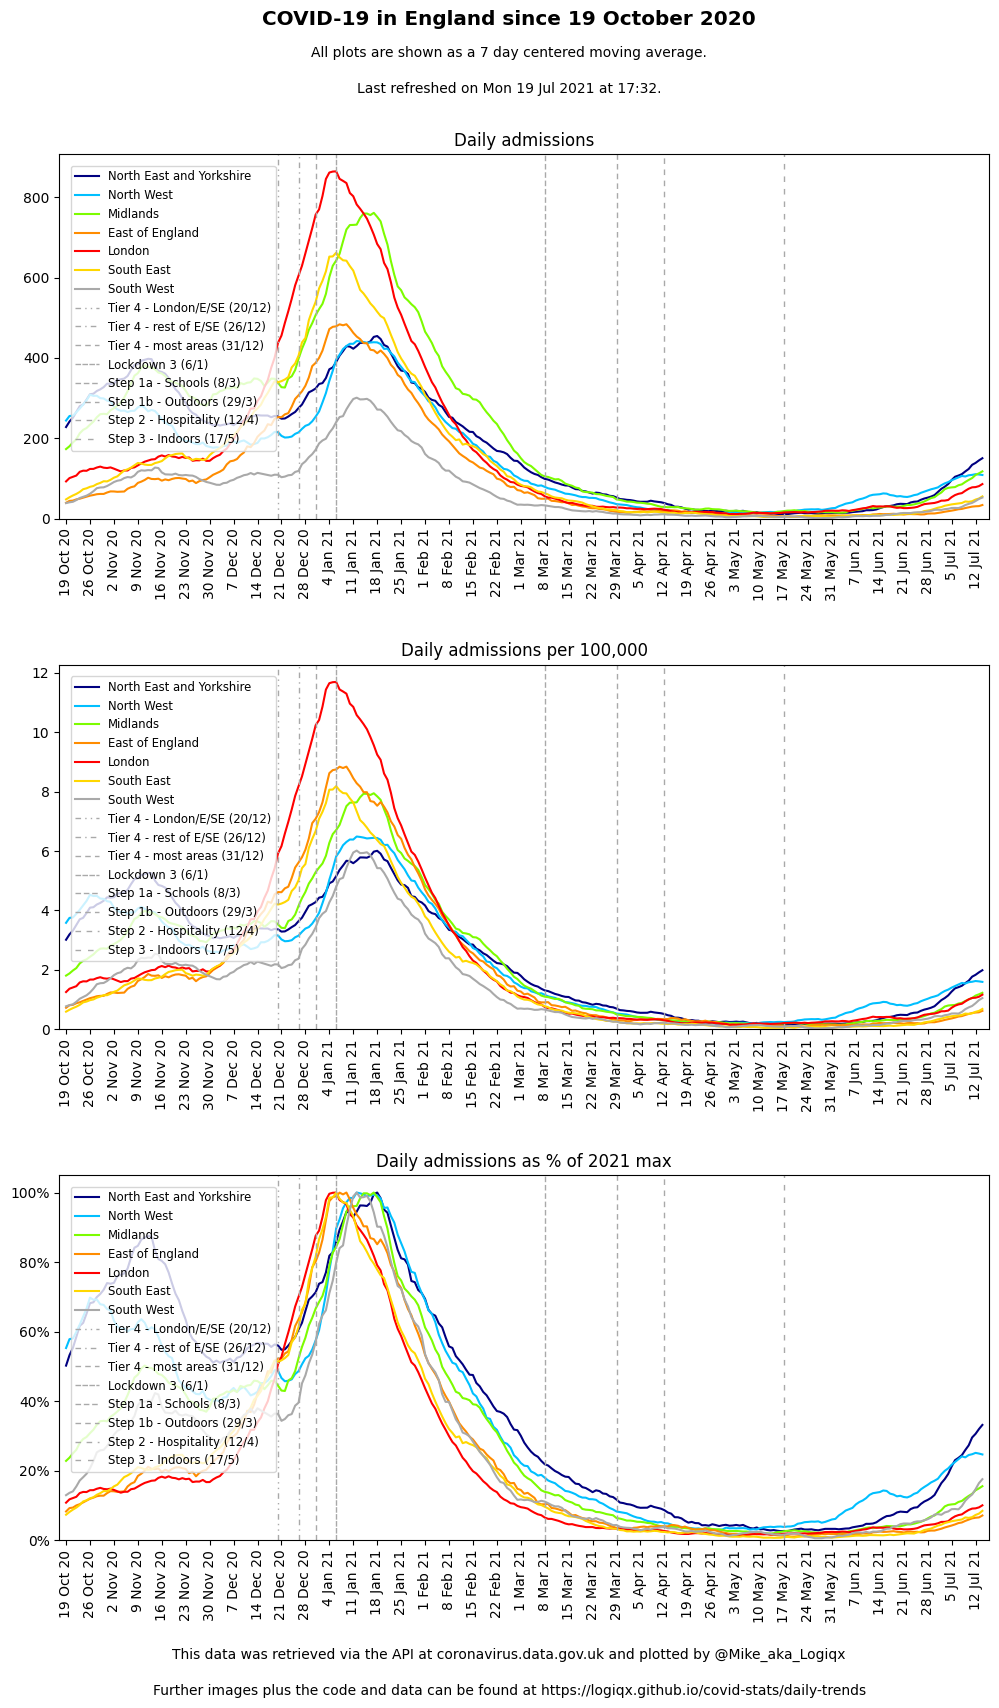 COVID-19 in England since 19 October 2020
All plots are shown as a 7 day centered moving average.
Last refreshed on Mon 19 Jul 2021 at 17:32.
Daily admissions
800
600
400
200
0
North East and Yorkshire
North West
Midlands
East of England
London
South East
South West
Tier 4 - London/E/SE (20/12)
Tier 4 - rest of E/SE (26/12)
Tier 4 - most areas (31/12)
Lockdown 3 (6/1)
Step 1a - Schools (8/3)
Step 1b - Outdoors (29/3)
Step 2 - Hospitality (12/4)
Step 3 - Indoors (17/5)
19 Oct 20
26 Oct 20
2 Nov 20
9 Nov 20
16 Nov 20
23 Nov 20
30 Nov 20
7 Dec 20
14 Dec 20
21 Dec 20
28 Dec 20
4 Jan 21
11 Jan 21
18 Jan 21
25 Jan 21
1 Feb 21
8 Feb 21
15 Feb 21
22 Feb 21
1 Mar 21
8 Mar 21
15 Mar 21
22 Mar 21
29 Mar 21
5 Apr 21
12 Apr 21
19 Apr 21
26 Apr 21
3 May 21
10 May 21
17 May 21
24 May 21
31 May 21
7 Jun 21
14 Jun 21
21 Jun 21
28 Jun 21
5 Jul 21
12 Jul 21
Daily admissions per 100,000
12
10
8
6
4
2
0
North East and Yorkshire
North West
Midlands
East of England
London
South East
South West
Tier 4 - London/E/SE (20/12)
Tier 4 - rest of E/SE (26/12)
Tier 4 - most areas (31/12)
Lockdown 3 (6/1)
Step 1a - Schools (8/3)
Step 1b - Outdoors (29/3)
Step 2 - Hospitality (12/4)
Step 3 - Indoors (17/5)
19 Oct 20
26 Oct 20
2 Nov 20
9 Nov 20
16 Nov 20
23 Nov 20
30 Nov 20
7 Dec 20
14 Dec 20
21 Dec 20
28 Dec 20
4 Jan 21
11 Jan 21
18 Jan 21
25 Jan 21
1 Feb 21
8 Feb 21
15 Feb 21
22 Feb 21
1 Mar 21
8 Mar 21
15 Mar 21
22 Mar 21
29 Mar 21
5 Apr 21
12 Apr 21
19 Apr 21
26 Apr 21
3 May 21
10 May 21
17 May 21
24 May 21
31 May 21
7 Jun 21
14 Jun 21
21 Jun 21
28 Jun 21
5 Jul 21
12 Jul 21
Daily admissions as % of 2021 max
100%
80%
60%
40%
20%
0%
North East and Yorkshire
North West
Midlands
East of England
London
South East
South West
Tier 4 - London/E/SE (20/12)
Tier 4 - rest of E/SE (26/12)
Tier 4 - most areas (31/12)
Lockdown 3 (6/1)
Step 1a - Schools (8/3)
Step 1b - Outdoors (29/3)
Step 2 - Hospitality (12/4)
Step 3 - Indoors (17/5)
19 Oct 20
26 Oct 20
2 Nov 20
9 Nov 20
16 Nov 20
23 Nov 20
30 Nov 20
7 Dec 20
14 Dec 20
21 Dec 20
28 Dec 20
4 Jan 21
11 Jan 21
18 Jan 21
25 Jan 21
1 Feb 21
8 Feb 21
15 Feb 21
22 Feb 21
1 Mar 21
8 Mar 21
15 Mar 21
22 Mar 21
29 Mar 21
5 Apr 21
12 Apr 21
19 Apr 21
26 Apr 21
3 May 21
10 May 21
17 May 21
24 May 21
31 May 21
7 Jun 21
14 Jun 21
21 Jun 21
28 Jun 21
5 Jul 21
12 Jul 21
This data was retrieved via the API at coronavirus.data.gov.uk and plotted by @Mike_aka_Logiqx
Further images plus the code and data can be found at https://logiqx.github.io/covid-stats/daily-trends